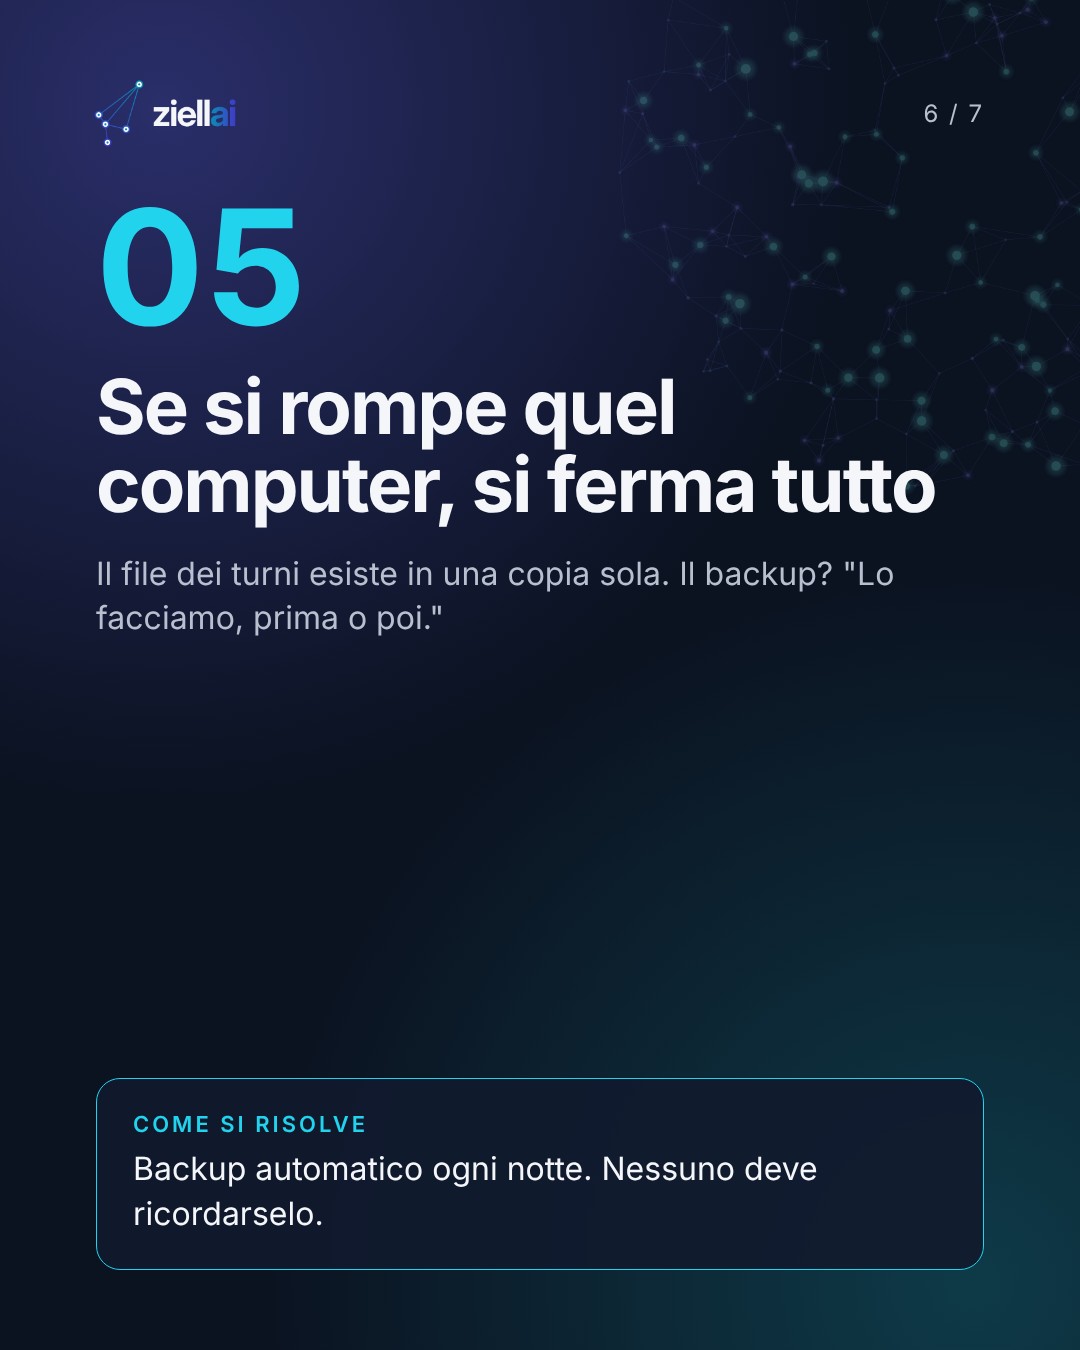 ziellai
6 / 7
05
Se si rompe quel
computer, si ferma tutto
Il file dei turni esiste in una copia sola. Il backup? "Lo
facciamo, prima o poi."
COME SI RISOLVE
Backup automatico ogni notte. Nessuno deve
ricordarselo.